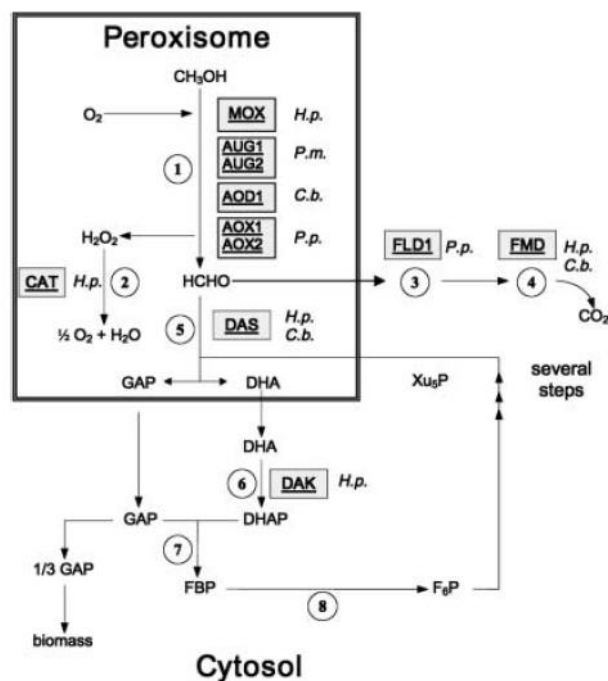 Peroxisome
CH₃OH
O₂
MOX H.p.
AUG1
AUG2
P.m.
1
AOD1 C.b.
AOX1
AOX2
P.p.
H₂O₂
FLD1 P.p.
FMD H.p.
C.b.
CAT H.p. 2
HCHO
3
4
CO₂
½ O₂ + H₂O
5
DAS H.p.
C.b.
several
steps
GAP
DHA
Xu₅P
DHA
6
DAK H.p.
GAP
DHAP
7
1/3 GAP
FBP
8
F₆P
biomass
Cytosol